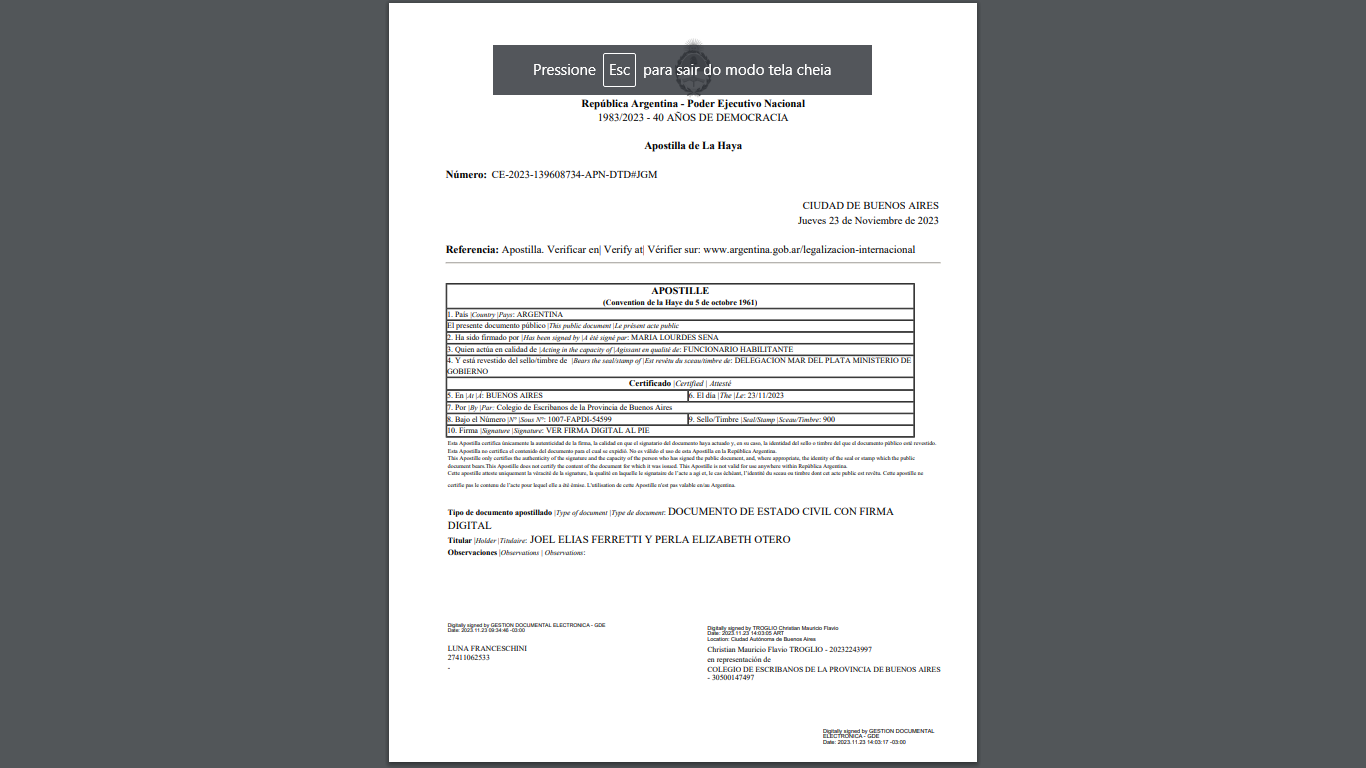 Pressione Esc para sair do modo tela cheia
República Argentina - Poder Ejecutivo Nacional
1983/2023 - 40 AÑOS DE DEMOCRACIA
Apostilla de La Haya
Número: CE-2023-139608734-APN-DTD#JGM
CIUDAD DE BUENOS AIRES
Jueves 23 de Noviembre de 2023
Referencia: Apostilla. Verificar en| Verify at| Vérifier sur: www.argentina.gob.ar/legalizacion-internacional
APOSTILLE
(Convention de la Haye du 5 de octobre 1961)
1. País |Country |Pays: ARGENTINA
El presente documento público |This public document |Le présent acte public
2. Ha sido firmado por |Has been signed by |A été signé par: MARIA LOURDES SENA
3. Quien actúa en calidad de |Acting in the capacity of |Agissant en qualité de: FUNCIONARIO HABILITANTE
4. Y está revestido del sello/timbre de |Bears the seal/stamp of |Est revêtu du sceau/timbre de: DELEGACION MAR DEL PLATA MINISTERIO DE
GOBIERNO
Certificado |Certified | Attesté
5. En |At |Á: BUENOS AIRES
6. El día |The |Le: 23/11/2023
7. Por |By |Par: Colegio de Escribanos de la Provincia de Buenos Aires
8. Bajo el Número |Nº |Sous Nº: 1007-FAPDI-54599
9. Sello/Timbre |Seal/Stamp |Sceau/Timbre: 900
10. Firma |Signature |Signature: VER FIRMA DIGITAL AL PIE
Esta Apostilla certifica únicamente la autenticidad de la firma, la calidad en que el signatario del documento haya actuado y, en su caso, la identidad del sello o timbre del que el documento público esté revestido.
Esta Apostilla no certifica el contenido del documento para el cual se expidió. No es válido el uso de esta Apostilla en la República Argentina.
This Apostille only certifies the authenticity of the signature and the capacity of the person who has signed the public document, and, where appropriate, the identity of the seal or stamp which the public
document bears.This Apostille does not certify the content of the document for which it was issued. This Apostille is not valid for use anywhere within República Argentina.
Cette apostille atteste uniquement la véracité de la signature, la qualité en laquelle le signataire de l'acte a agi et, le cas échéant, l'identité du sceau ou timbre dont cet acte public est revêtu. Cette apostille ne
certifie pas le contenu de l'acte pour lequel elle a été émise. L'utilisation de cette Apostille n'est pas valable en/au Argentina.
Tipo de documento apostillado |Type of document |Type de document: DOCUMENTO DE ESTADO CIVIL CON FIRMA
DIGITAL
Titular |Holder |Titulaire: JOEL ELIAS FERRETTI Y PERLA ELIZABETH OTERO
Observaciones |Observations | Observations:
Digitally signed by GESTION DOCUMENTAL ELECTRONICA - GDE
Date: 2023.11.23 09:34:46 -03:00
LUNA FRANCESCHINI
27411062533
-
Digitally signed by TROGLIO Christian Mauricio Flavio
Date: 2023.11.23 14:03:05 ART
Location: Ciudad Autónoma de Buenos Aires
Christian Mauricio Flavio TROGLIO - 20232243997
en representación de
COLEGIO DE ESCRIBANOS DE LA PROVINCIA DE BUENOS AIRES
- 30500147497
Digitally signed by GESTION DOCUMENTAL
ELECTRONICA - GDE
Date: 2023.11.23 14:03:17 -03:00